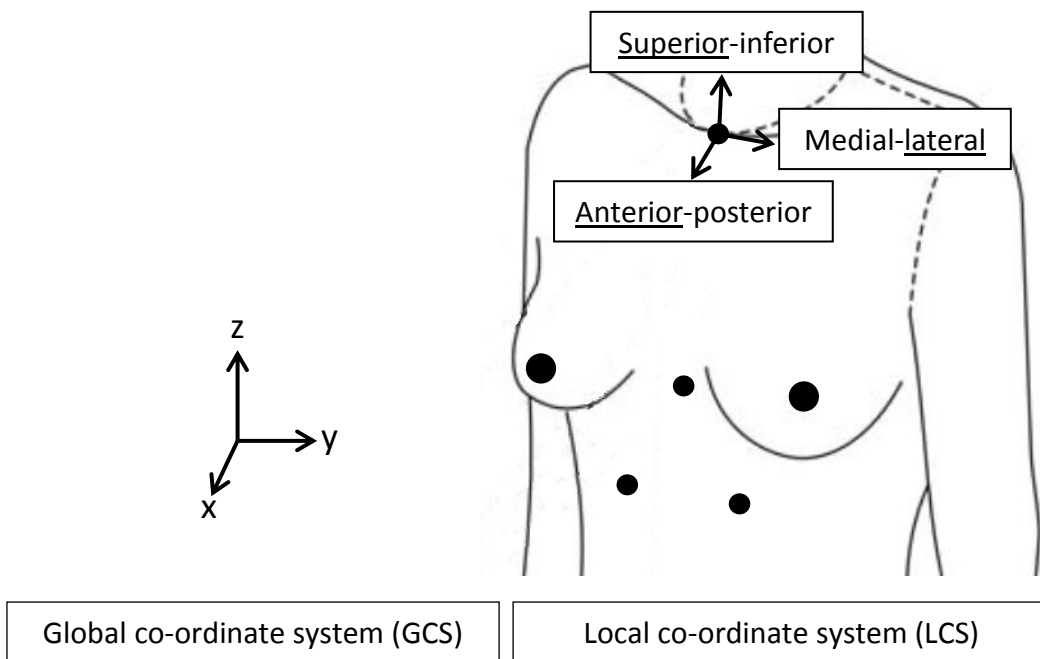 Superior-inferior
Medial-lateral
Anterior-posterior
z
y
x
Global co-ordinate system (GCS)
Local co-ordinate system (LCS)